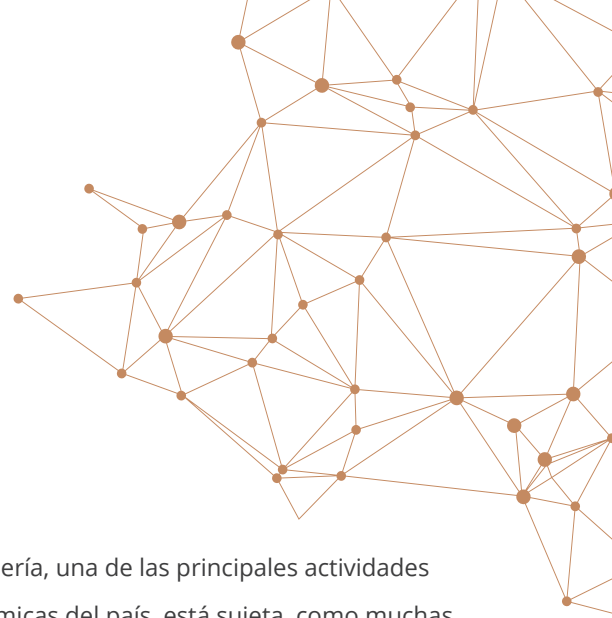 ería, una de las principales actividades
micas del país, está sujeta, como muchas